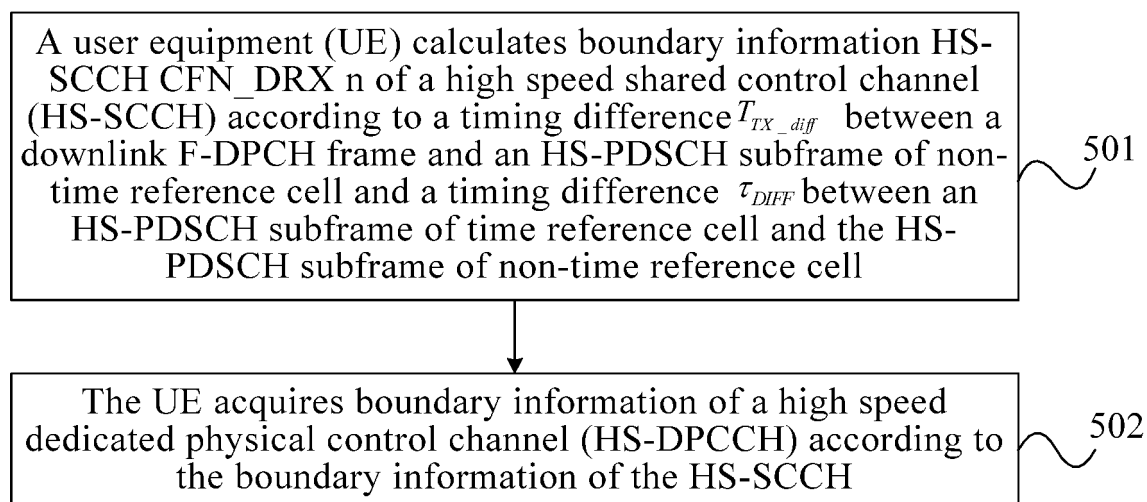 A user equipment (UE) calculates boundary information HS-
SCCH CFN_DRX n of a high speed shared control channel
(HS-SCCH) according to a timing difference T_{TX_diff} between a
downlink F-DPCH frame and an HS-PDSCH subframe of non-
time reference cell and a timing difference τ_{DIFF} between an
HS-PDSCH subframe of time reference cell and the HS-
PDSCH subframe of non-time reference cell
501
The UE acquires boundary information of a high speed
dedicated physical control channel (HS-DPCCH) according to
the boundary information of the HS-SCCH
502